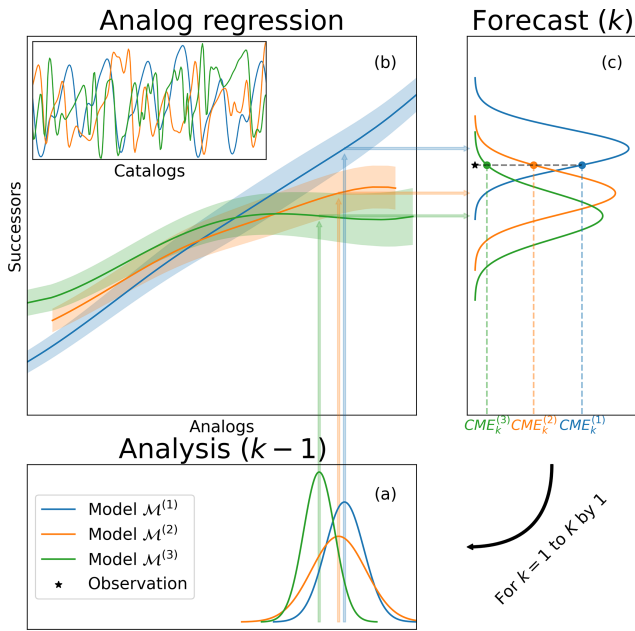 Analog regression
Forecast (k)
(b)
(c)
Catalogs
Successors
Analogs
CME_k^{(3)} CME_k^{(2)} CME_k^{(1)}
Analysis (k − 1)
(a)
Model ℳ^{(1)}
Model ℳ^{(2)}
Model ℳ^{(3)}
Observation
For k = 1 to K by 1